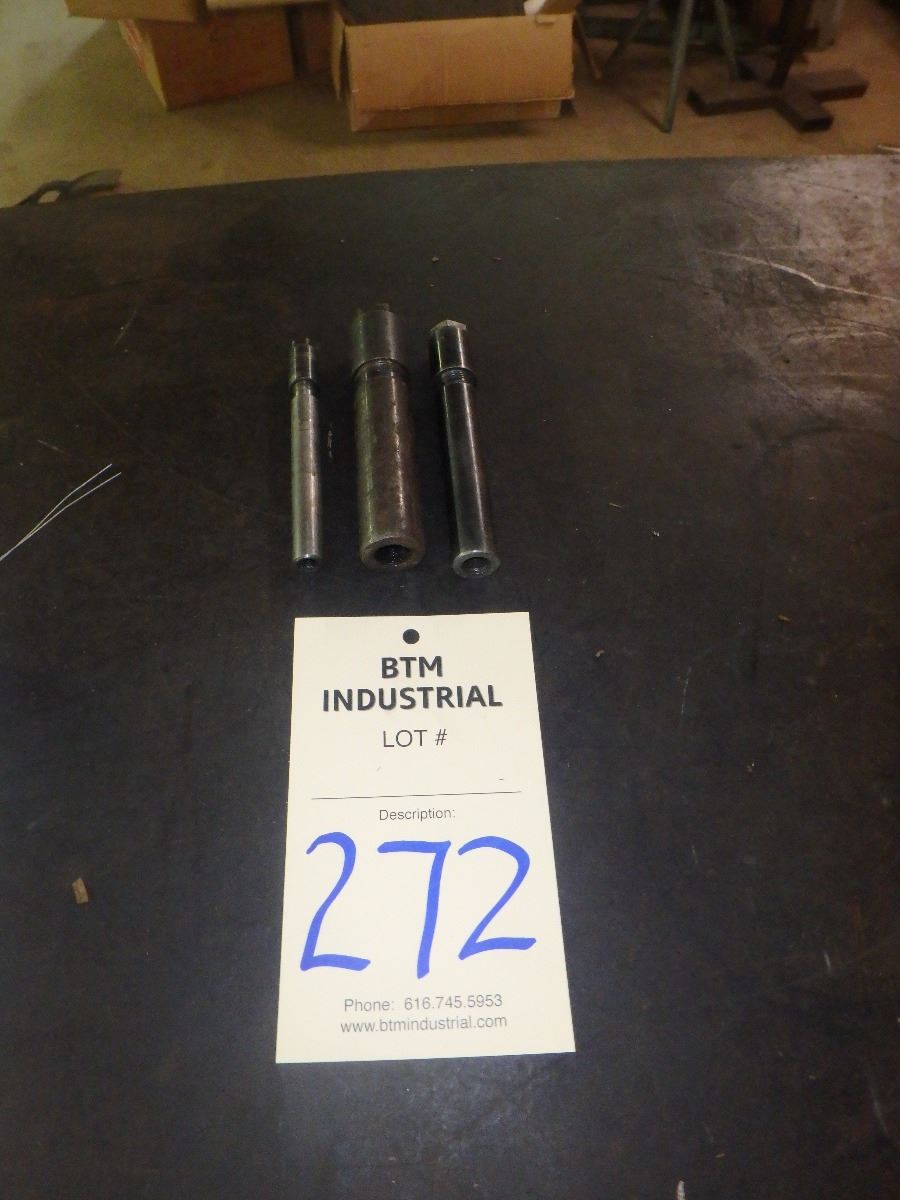 BTM
INDUSTRIAL
LOT #
Description:
272
Phone: 616.745.5953
www.btmindustrial.com